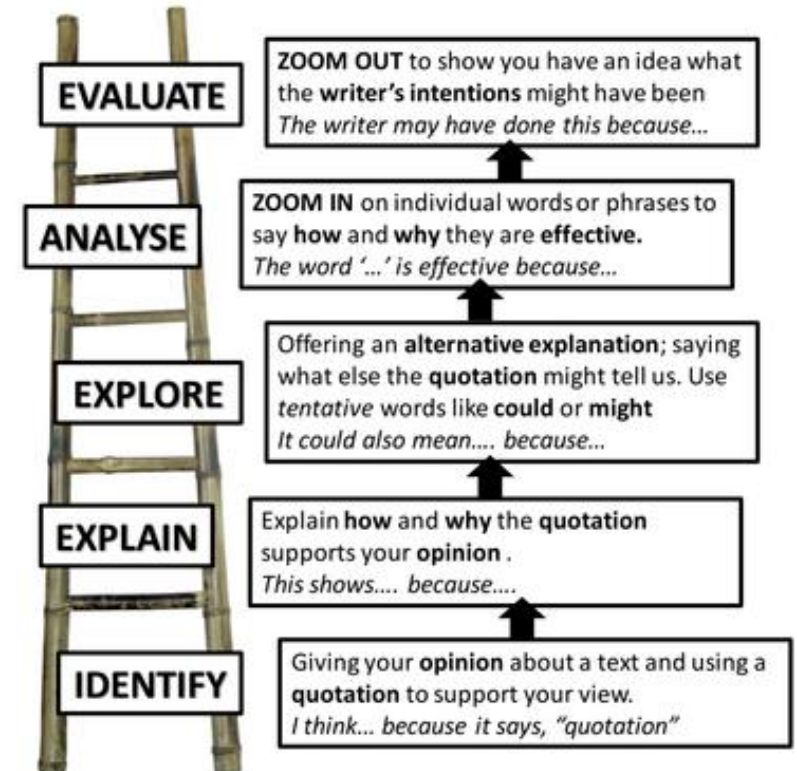 EVALUATE
ZOOM OUT to show you have an idea what
the writer's intentions might have been
The writer may have done this because...
ANALYSE
ZOOM IN on individual words or phrases to
say how and why they are effective.
The word '...' is effective because...
EXPLORE
Offering an alternative explanation; saying
what else the quotation might tell us. Use
tentative words like could or might
It could also mean.... because...
EXPLAIN
Explain how and why the quotation
supports your opinion .
This shows.... because....
IDENTIFY
Giving your opinion about a text and using a
quotation to support your view.
I think... because it says, "quotation"